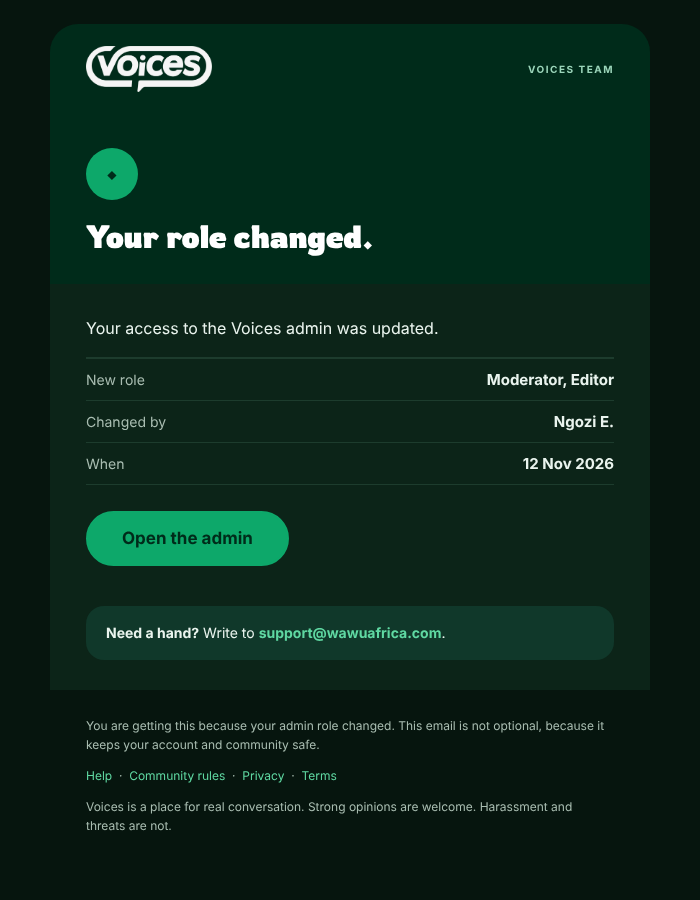 Voices
VOICES TEAM
Your role changed.
Your access to the Voices admin was updated.
New role Moderator, Editor
Changed by Ngozi E.
When 12 Nov 2026
Open the admin
Need a hand? Write to support@wawuafrica.com.
You are getting this because your admin role changed. This email is not optional, because it
keeps your account and community safe.
Help · Community rules · Privacy · Terms
Voices is a place for real conversation. Strong opinions are welcome. Harassment and
threats are not.